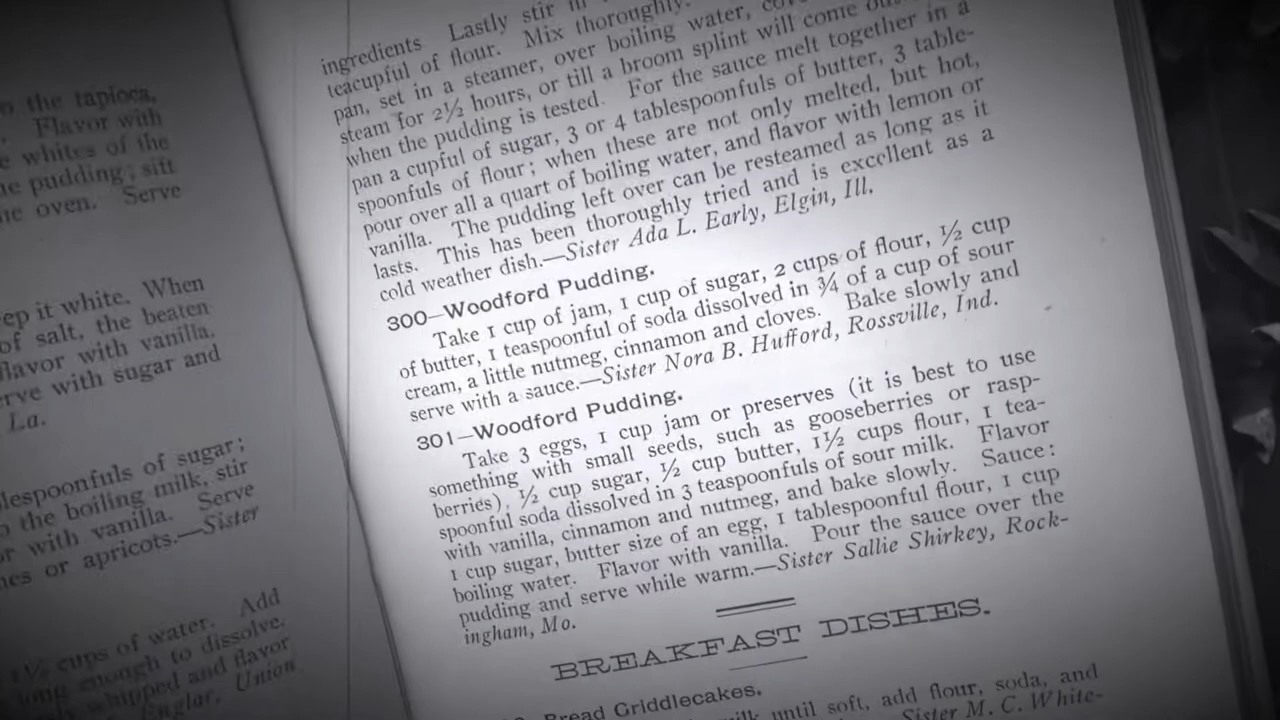 o the tapioca,
Flavor with
e whites of the
he pudding; sift
he oven. Serve
ep it white. When
of salt, the beaten
flavor with vanilla.
rve with sugar and
La.
lespoonfuls of sugar;
o the boiling milk, stir
or with vanilla. Serve
nes or apricots.—Sister
1½ cups of water. Add
long enough to dissolve.
whipped and flavor
Englar, Union
ingredients Lastly stir in
teacupful of flour. Mix thoroughly.
pan, set in a steamer, over boiling water,
steam for 2½ hours, or till a broom splint will come
when the pudding is tested. For the sauce melt together in a
pan a cupful of sugar, 3 or 4 tablespoonfuls of butter, 3 table-
spoonfuls of flour; when these are not only melted, but hot,
pour over all a quart of boiling water, and flavor with lemon or
vanilla. The pudding left over can be resteamed as long as it
lasts. This has been thoroughly tried and is excellent as a
cold weather dish.—Sister Ada L. Early, Elgin, Ill.
300—Woodford Pudding.
Take 1 cup of jam, 1 cup of sugar, 2 cups of flour, ½ cup
of butter, 1 teaspoonful of soda dissolved in ¾ of a cup of sour
cream, a little nutmeg, cinnamon and cloves. Bake slowly and
serve with a sauce.—Sister Nora B. Hufford, Rossville, Ind.
301—Woodford Pudding.
Take 3 eggs, 1 cup jam or preserves (it is best to use
something with small seeds, such as gooseberries or rasp-
berries), ½ cup sugar, ½ cup butter, 1½ cups flour, 1 tea-
spoonful soda dissolved in 3 teaspoonfuls of sour milk. Flavor
with vanilla, cinnamon and nutmeg, and bake slowly. Sauce:
1 cup sugar, butter size of an egg, 1 tablespoonful flour, 1 cup
boiling water. Flavor with vanilla. Pour the sauce over the
pudding and serve while warm.—Sister Sallie Shirkey, Rock-
ingham, Mo.
BREAKFAST DISHES.
Bread Griddlecakes.
milk until soft, add flour, soda, and
Sister M. C. White-